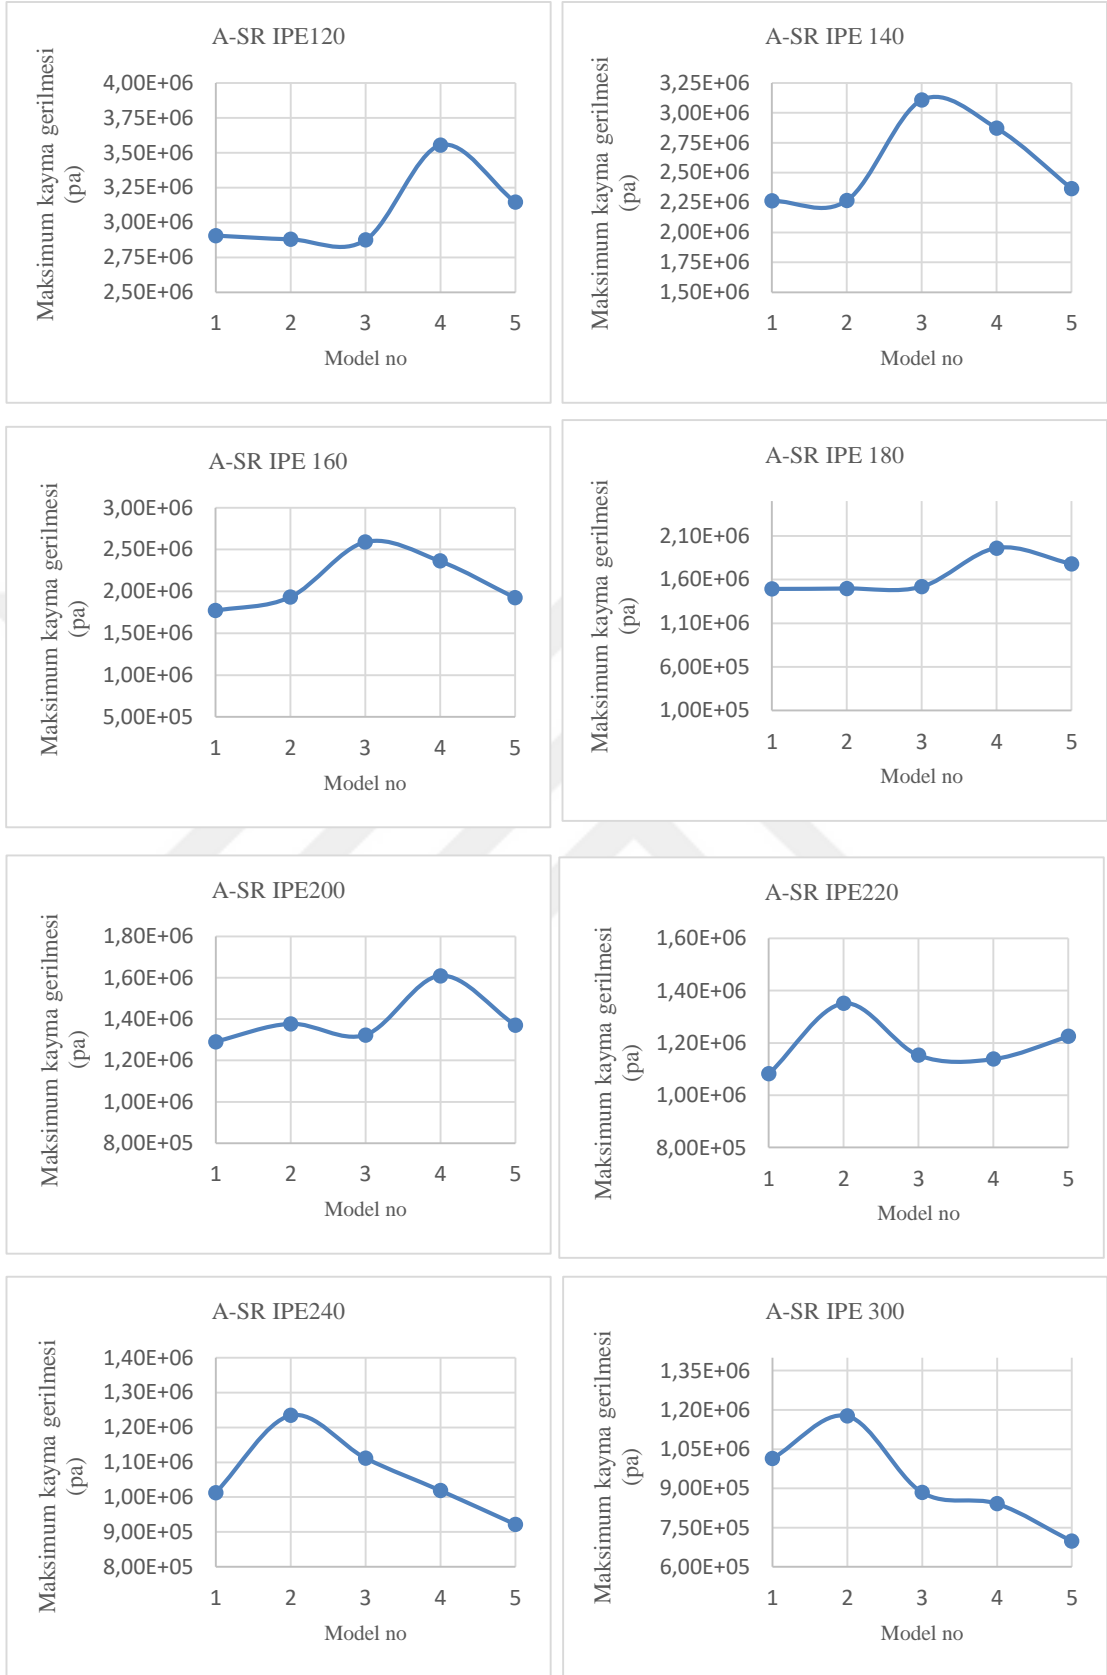 A-SR IPE120
Maksimum kayma gerilmesi
(pa)
4,00E+06
3,75E+06
3,50E+06
3,25E+06
3,00E+06
2,75E+06
2,50E+06
1 2 3 4 5
Model no
A-SR IPE 140
Maksimum kayma gerilmesi
(pa)
3,25E+06
3,00E+06
2,75E+06
2,50E+06
2,25E+06
2,00E+06
1,75E+06
1,50E+06
1 2 3 4 5
Model no
A-SR IPE 160
Maksimum kayma gerilmesi
(pa)
3,00E+06
2,50E+06
2,00E+06
1,50E+06
1,00E+06
5,00E+05
1 2 3 4 5
Model no
A-SR IPE 180
Maksimum kayma gerilmesi
(pa)
2,10E+06
1,60E+06
1,10E+06
6,00E+05
1,00E+05
1 2 3 4 5
Model no
A-SR IPE200
Maksimum kayma gerilmesi
(pa)
1,80E+06
1,60E+06
1,40E+06
1,20E+06
1,00E+06
8,00E+05
1 2 3 4 5
Model no
A-SR IPE220
Maksimum kayma gerilmesi
(pa)
1,60E+06
1,40E+06
1,20E+06
1,00E+06
8,00E+05
1 2 3 4 5
Model no
A-SR IPE240
Maksimum kayma gerilmesi
(pa)
1,40E+06
1,30E+06
1,20E+06
1,10E+06
1,00E+06
9,00E+05
8,00E+05
1 2 3 4 5
Model no
A-SR IPE 300
Maksimum kayma gerilmesi
(pa)
1,35E+06
1,20E+06
1,05E+06
9,00E+05
7,50E+05
6,00E+05
1 2 3 4 5
Model no